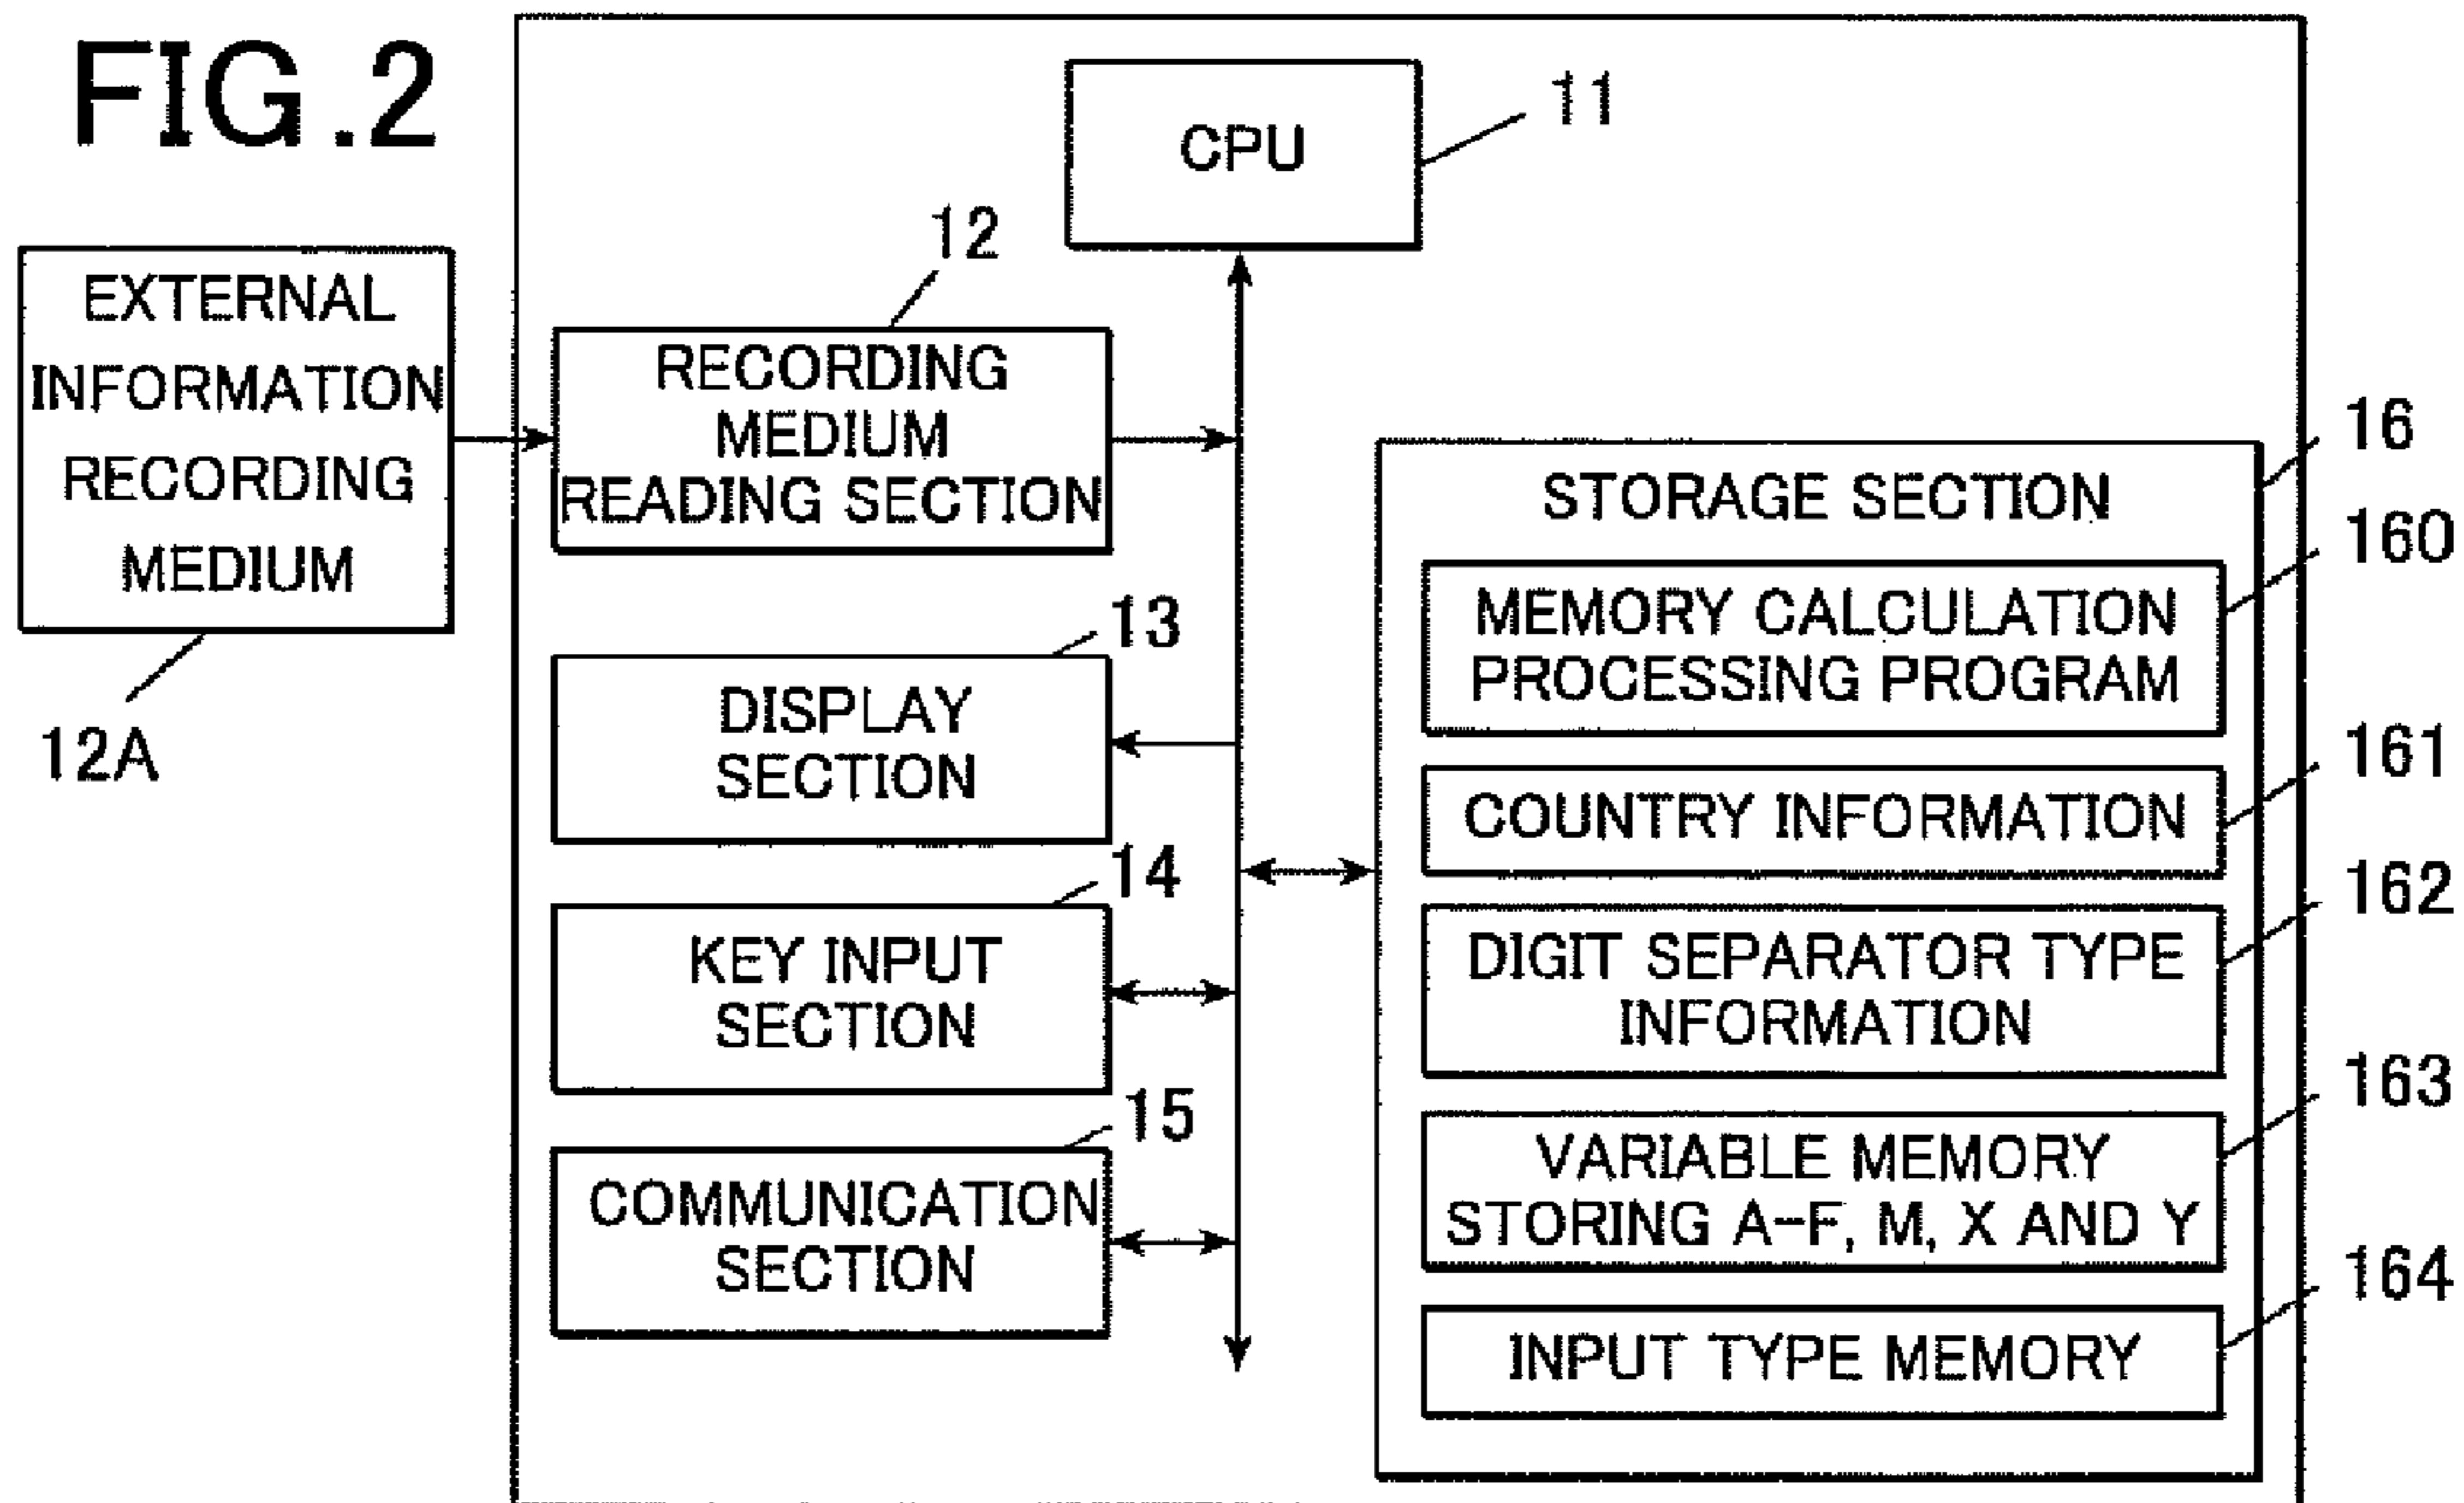 FIG.2
CPU
11
EXTERNAL
INFORMATION
RECORDING
MEDIUM
12A
12
RECORDING
MEDIUM
READING SECTION
13
DISPLAY
SECTION
14
KEY INPUT
SECTION
15
COMMUNICATION
SECTION
16
STORAGE SECTION
160
MEMORY CALCULATION
PROCESSING PROGRAM
161
COUNTRY INFORMATION
162
DIGIT SEPARATOR TYPE
INFORMATION
163
VARIABLE MEMORY
STORING A-F, M, X AND Y
164
INPUT TYPE MEMORY